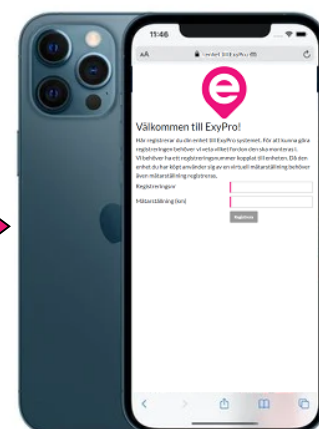 11:46
AA
e
Välkommen till ExyPro!
Här registrerar du din enhet till ExyPro systemet. För att kunna göra
registreringen behöver vi veta vilket fordon den ska monteras i.
Vi behöver ha ett registreringsnummer kopplat till enheten. Då den
enhet du har köpt använder sig av en virtuell mätarställning behöver
även mätarställning registreras.
Registreringsnr
Mätarställning (km)
Registrera